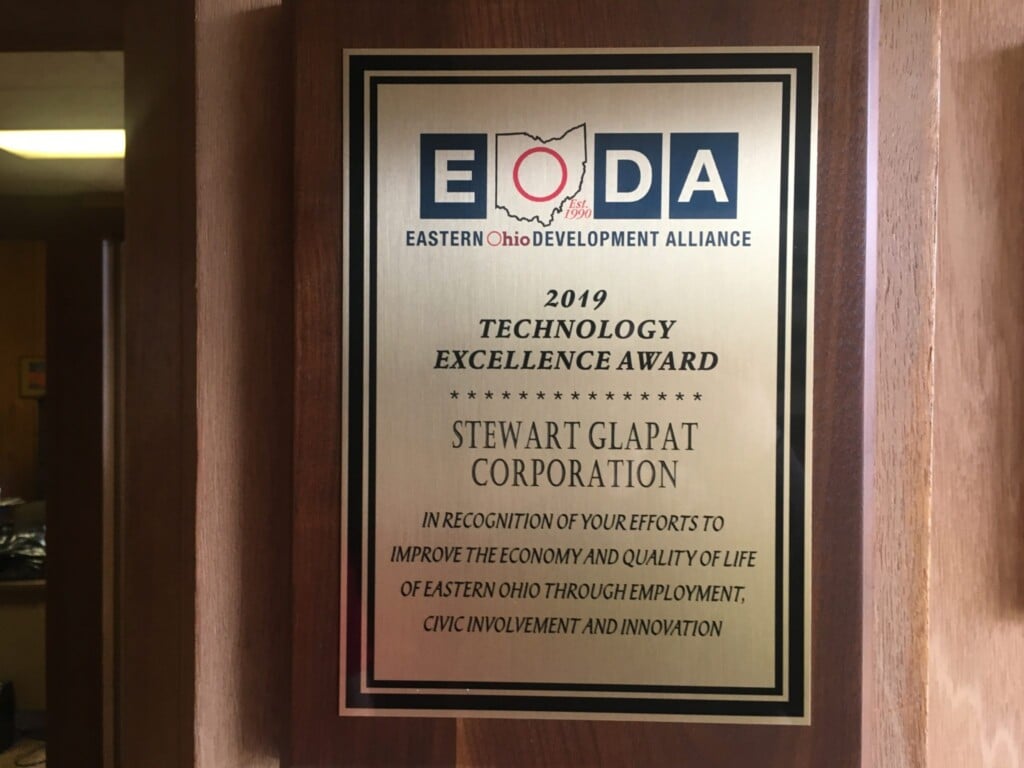 EODA
Est.
1990
EASTERN Ohio DEVELOPMENT ALLIANCE
2019
TECHNOLOGY
EXCELLENCE AWARD
***************
STEWART GLAPAT
CORPORATION
IN RECOGNITION OF YOUR EFFORTS TO
IMPROVE THE ECONOMY AND QUALITY OF LIFE
OF EASTERN OHIO THROUGH EMPLOYMENT,
CIVIC INVOLVEMENT AND INNOVATION